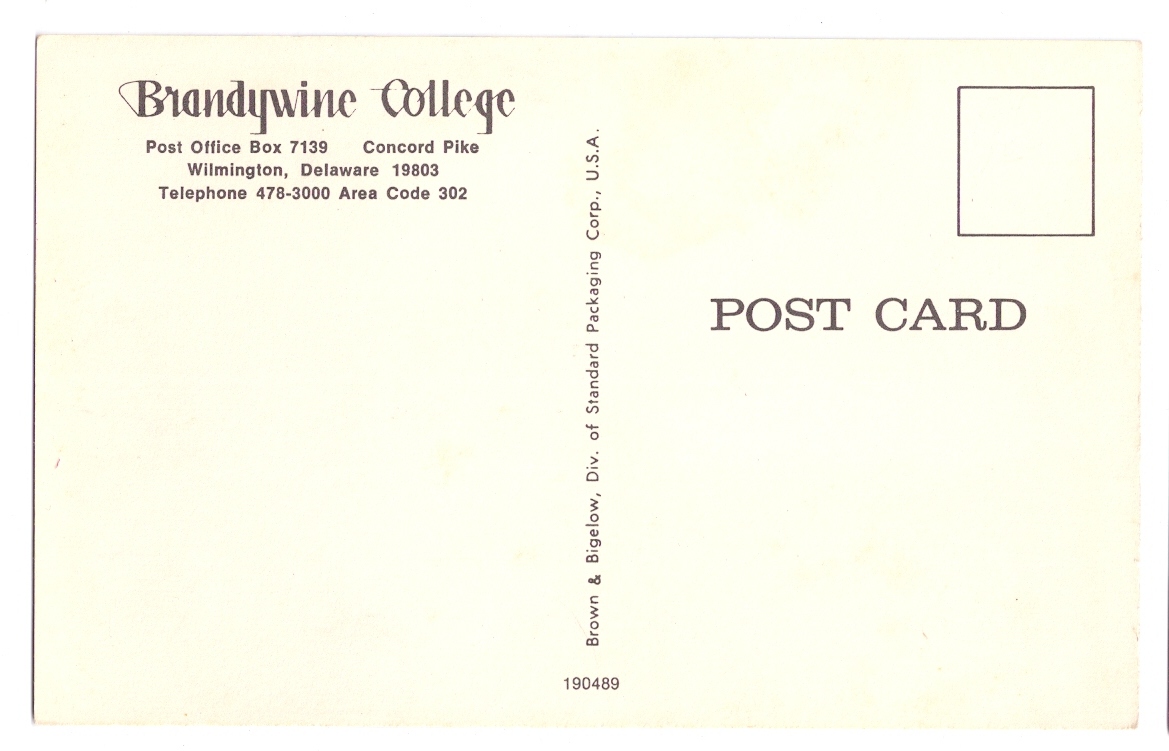 Brandywine College
Post Office Box 7139 Concord Pike
Wilmington, Delaware 19803
Telephone 478-3000 Area Code 302
Brown & Bigelow, Div. of Standard Packaging Corp., U.S.A.
190489
POST CARD